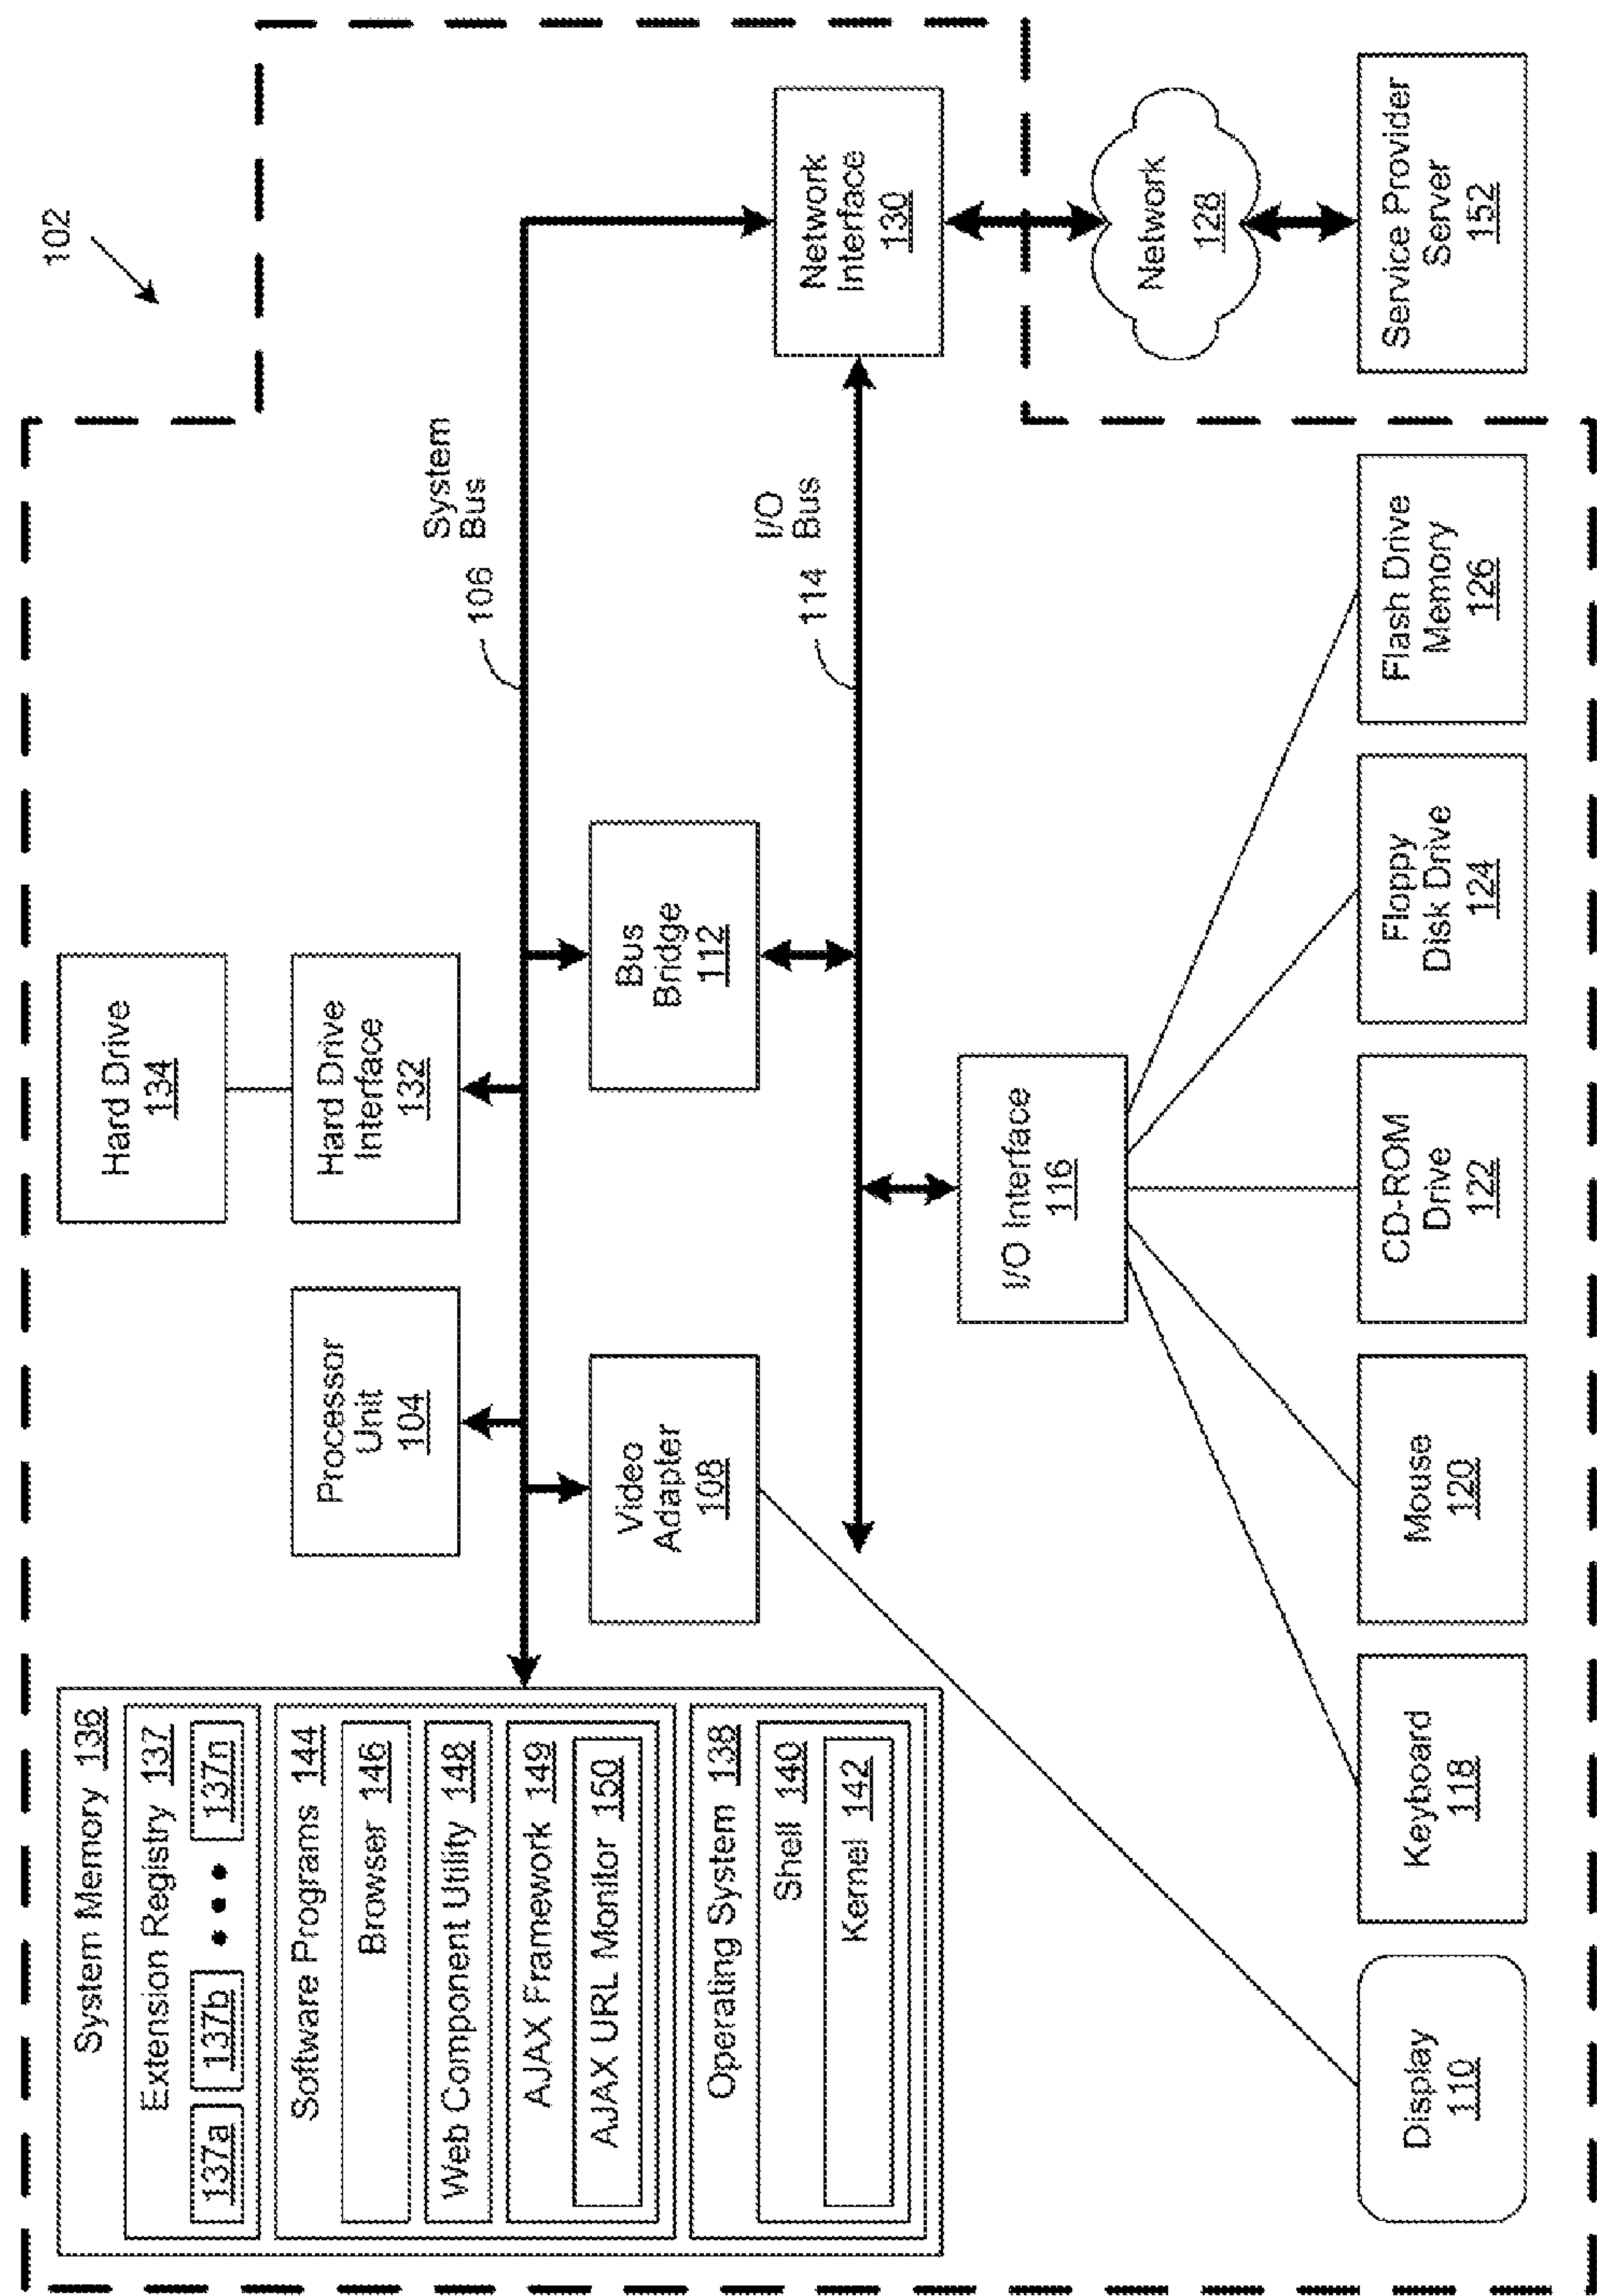 102
System Memory 136
Extension Registry 137
137a
137b
137n
Software Programs 144
Browser 146
Web Component Utility 148
AJAX Framework 149
AJAX URL Monitor 150
Operating System 138
Shell 140
Kernel 142
Hard Drive
134
Processor
Unit
104
Hard Drive
Interface
132
System
Bus
106
Video
Adapter
108
Bus
Bridge
112
I/O
Bus
114
Network
Interface
130
I/O Interface
116
Network
128
Display
110
Keyboard
118
Mouse
120
CD-ROM
Drive
122
Floppy
Disk Drive
124
Flash Drive
Memory
126
Service Provider
Server
152